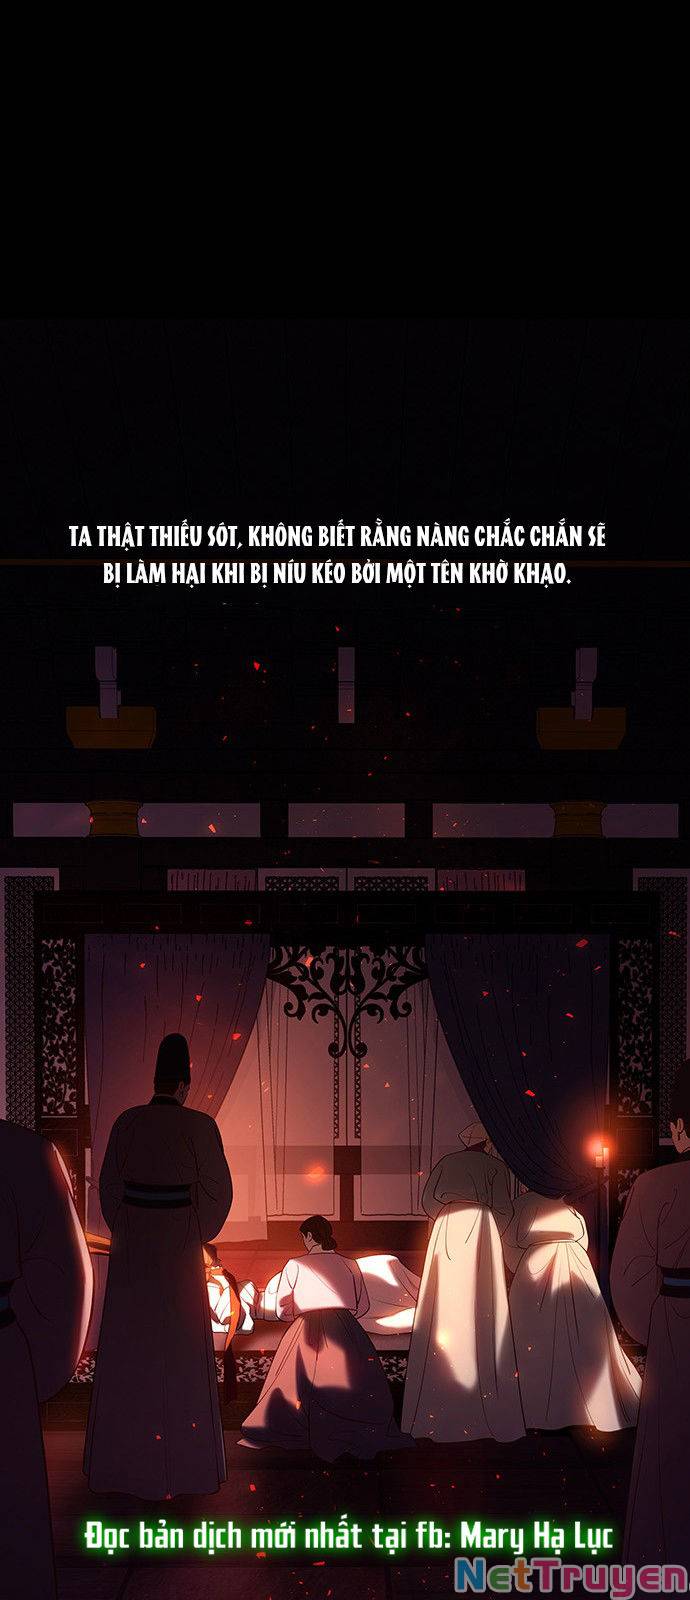 TA THẬT THIẾU SÓT, KHÔNG BIẾT RẰNG NÀNG CHẮC CHẮN SẼ
BỊ LÀM HẠI KHI BỊ NÍU KÉO BỞI MỘT TÊN KHỜ KHẠO.
Đọc bản dịch mới nhất tại fb: Mary Hạ Lục
NetTruyen